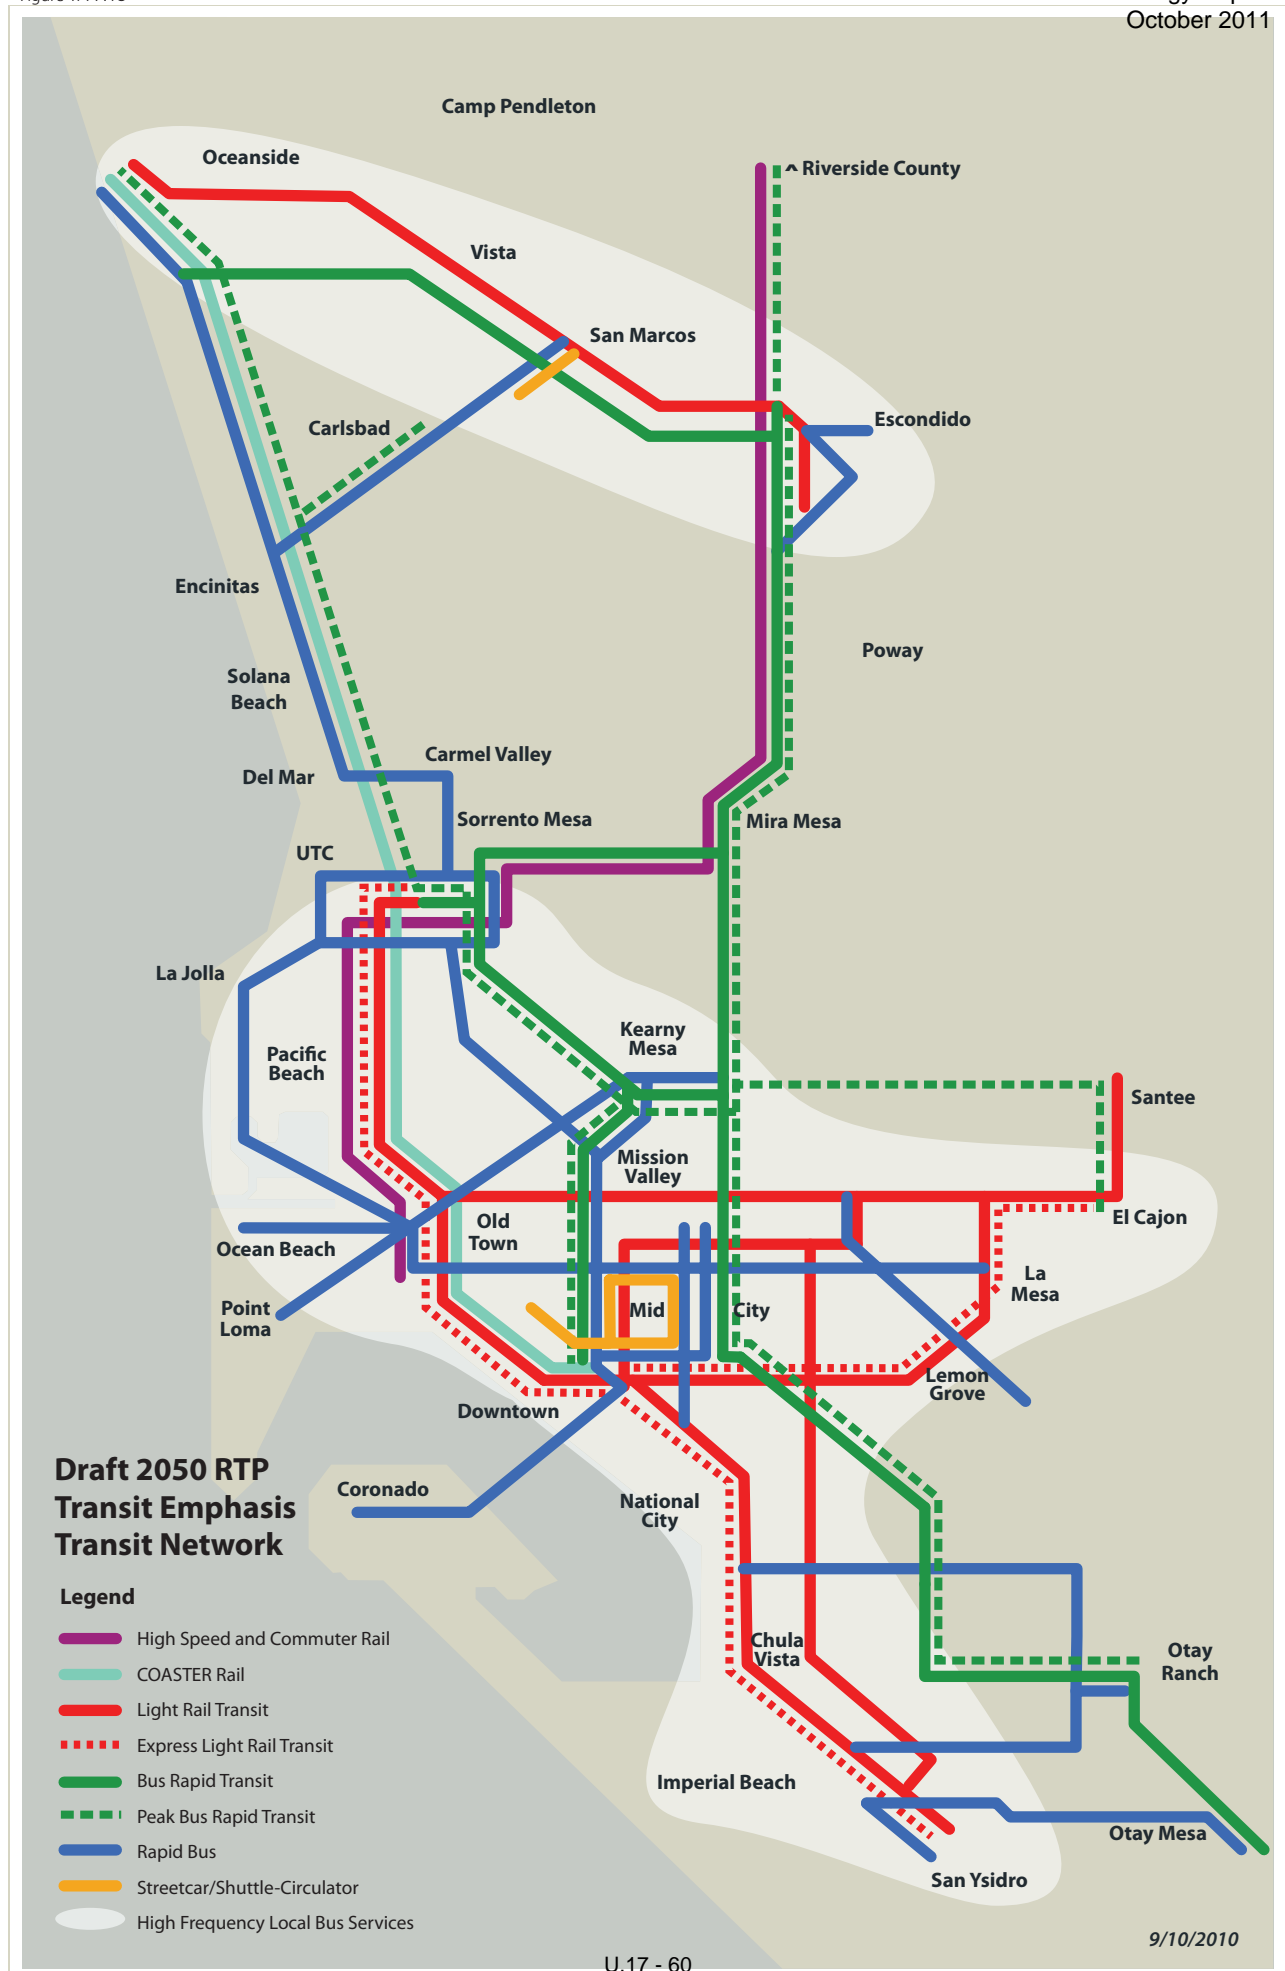 October 2011
Camp Pendleton
Oceanside
^ Riverside County
Vista
San Marcos
Escondido
Carlsbad
Encinitas
Poway
Solana
Beach
Carmel Valley
Del Mar
Sorrento Mesa
Mira Mesa
UTC
La Jolla
Kearny
Mesa
Pacific
Beach
Santee
Mission
Valley
El Cajon
Old
Town
Ocean Beach
La
Mesa
Point
Loma
Mid
City
Lemon
Grove
Downtown
Coronado
National
City
Chula
Vista
Otay
Ranch
Imperial Beach
Otay Mesa
San Ysidro
Draft 2050 RTP
Transit Emphasis
Transit Network
Legend
High Speed and Commuter Rail
COASTER Rail
Light Rail Transit
Express Light Rail Transit
Bus Rapid Transit
Peak Bus Rapid Transit
Rapid Bus
Streetcar/Shuttle-Circulator
High Frequency Local Bus Services
9/10/2010
U.17 - 60